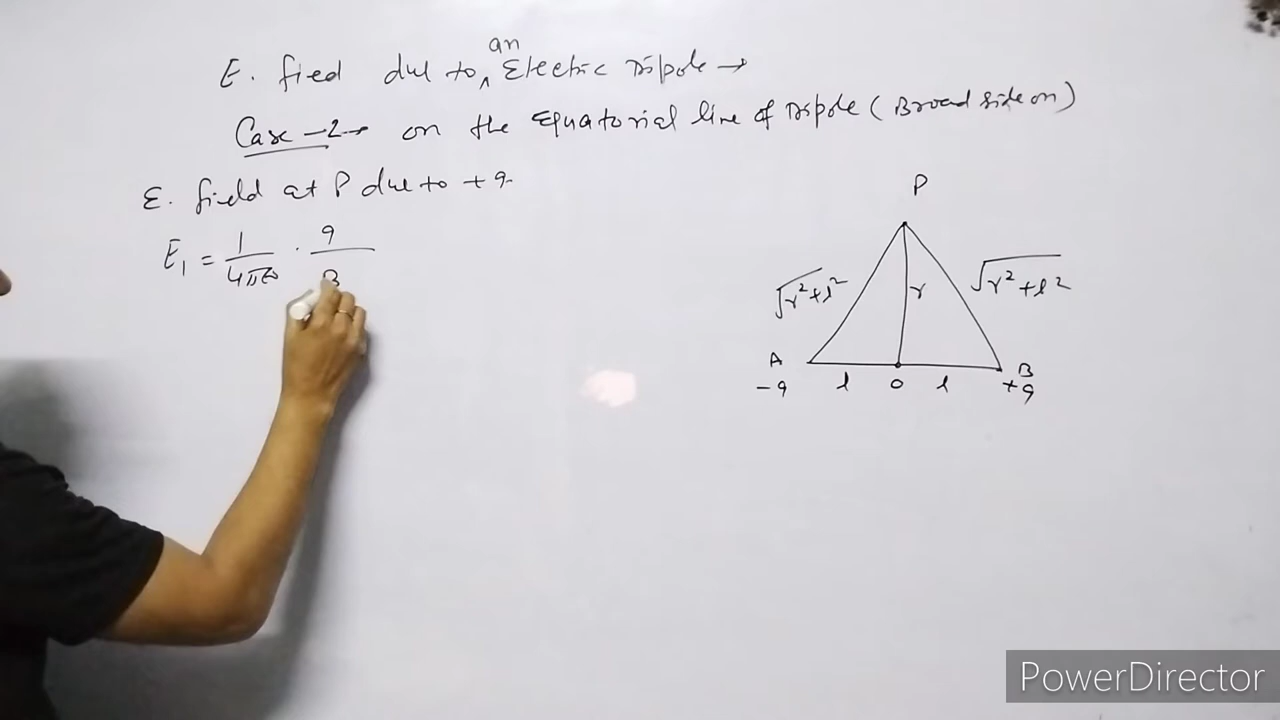 an
E. fied due to ∧ Electric Dipole →
Case-2→ on the Equatorial line of Dipole (Broad side on)
E. field at P due to +q
E₁ = 1/4πε₀ · q/B
P
√r²+l² r √r²+l²
A B
-q l O l +q
PowerDirector